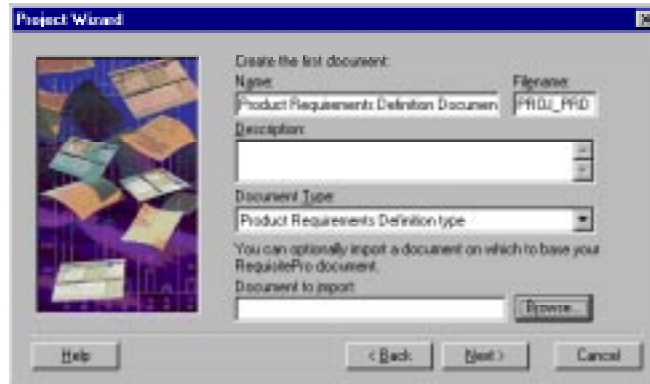 Project Wizard
Create the first document:
Name: Filename:
Product Requirements Definition Documen PROJ_PRD
Description:
Document Type:
Product Requirements Definition type
You can optionally import a document on which to base your
RequisitePro document.
Document to import:
Browse...
Help < Back Next > Cancel